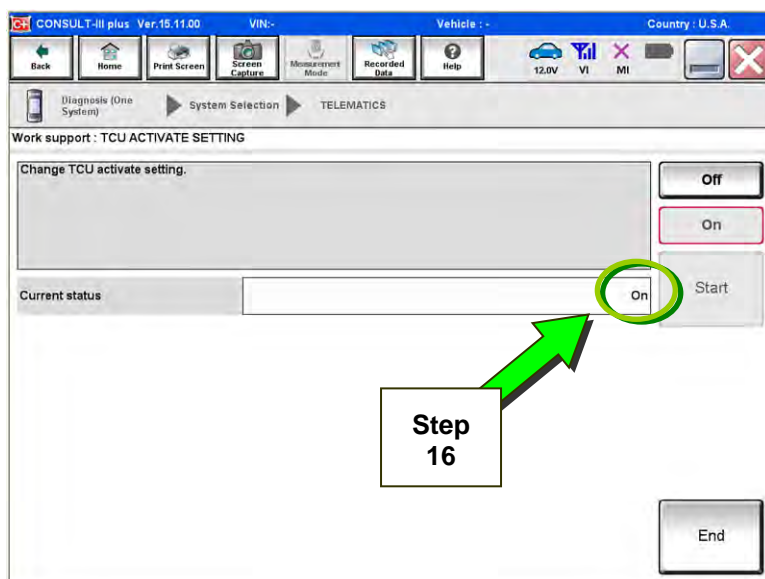 CONSULT-III plus Ver.15.11.00 VIN:- Vehicle : - Country : U.S.A.
Back Home Print Screen Screen Capture Measurement Mode Recorded Data Help 12.0V VI MI
Diagnosis (One System) System Selection TELEMATICS
Work support : TCU ACTIVATE SETTING
Change TCU activate setting.
Off
On
Start
Current status On
Step
16
End